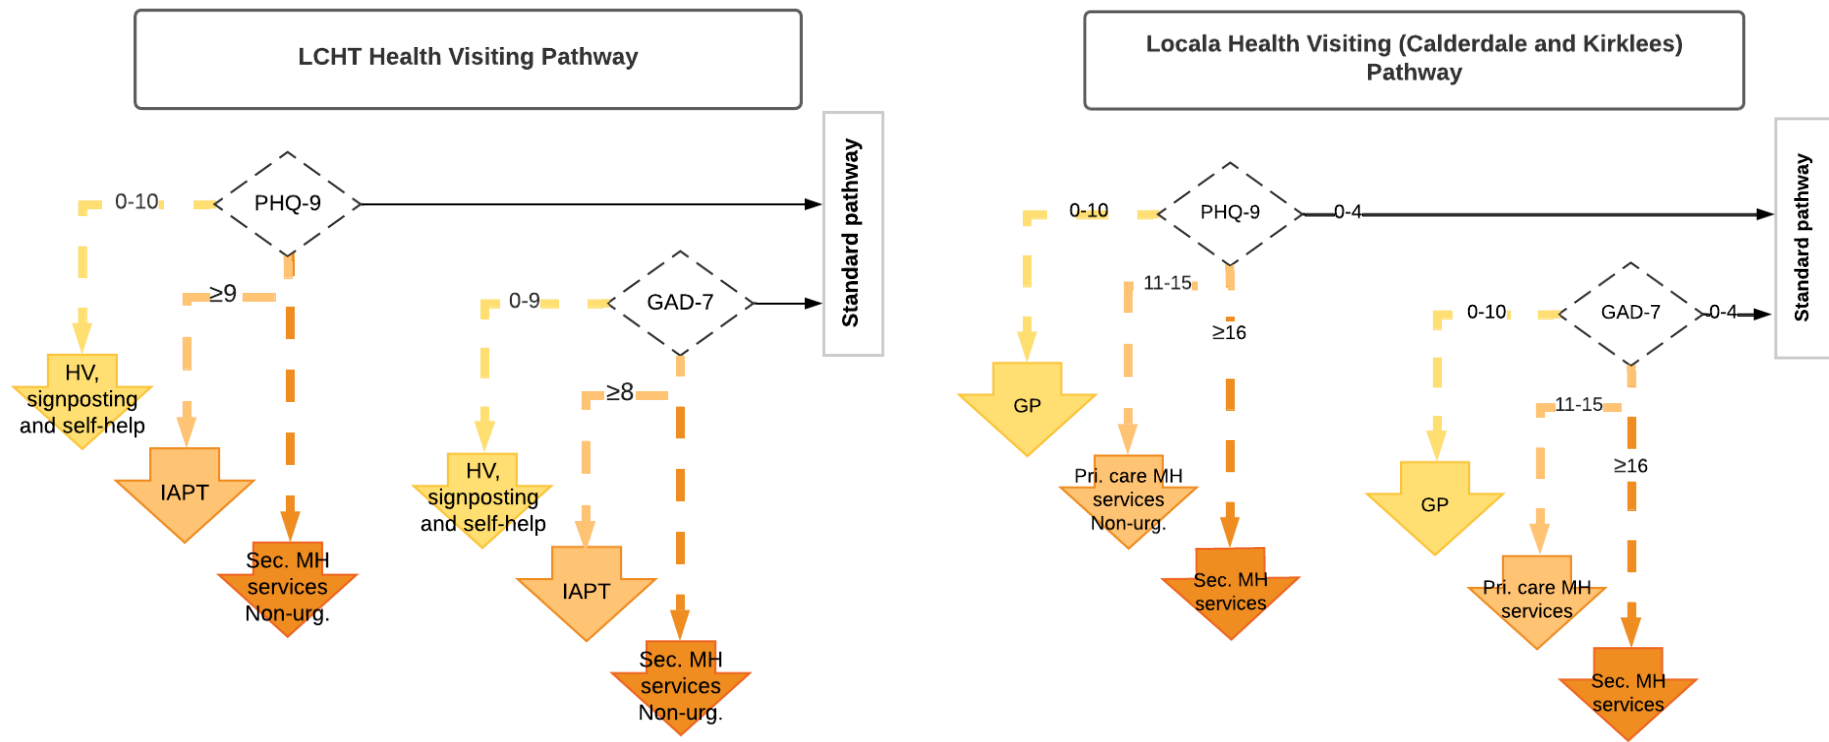 LCHT Health Visiting Pathway
Standard pathway
PHQ-9
0-10
≥9
GAD-7
0-9
≥8
HV,
signposting
and self-help
IAPT
Sec. MH
services
Non-urg.
HV,
signposting
and self-help
IAPT
Sec. MH
services
Non-urg.
Locala Health Visiting (Calderdale and Kirklees)
Pathway
Standard pathway
PHQ-9
0-10
0-4
11-15
≥16
GAD-7
0-10
0-4
11-15
≥16
GP
Pri. care MH
services
Non-urg.
Sec. MH
services
GP
Pri. care MH
services
Sec. MH
services